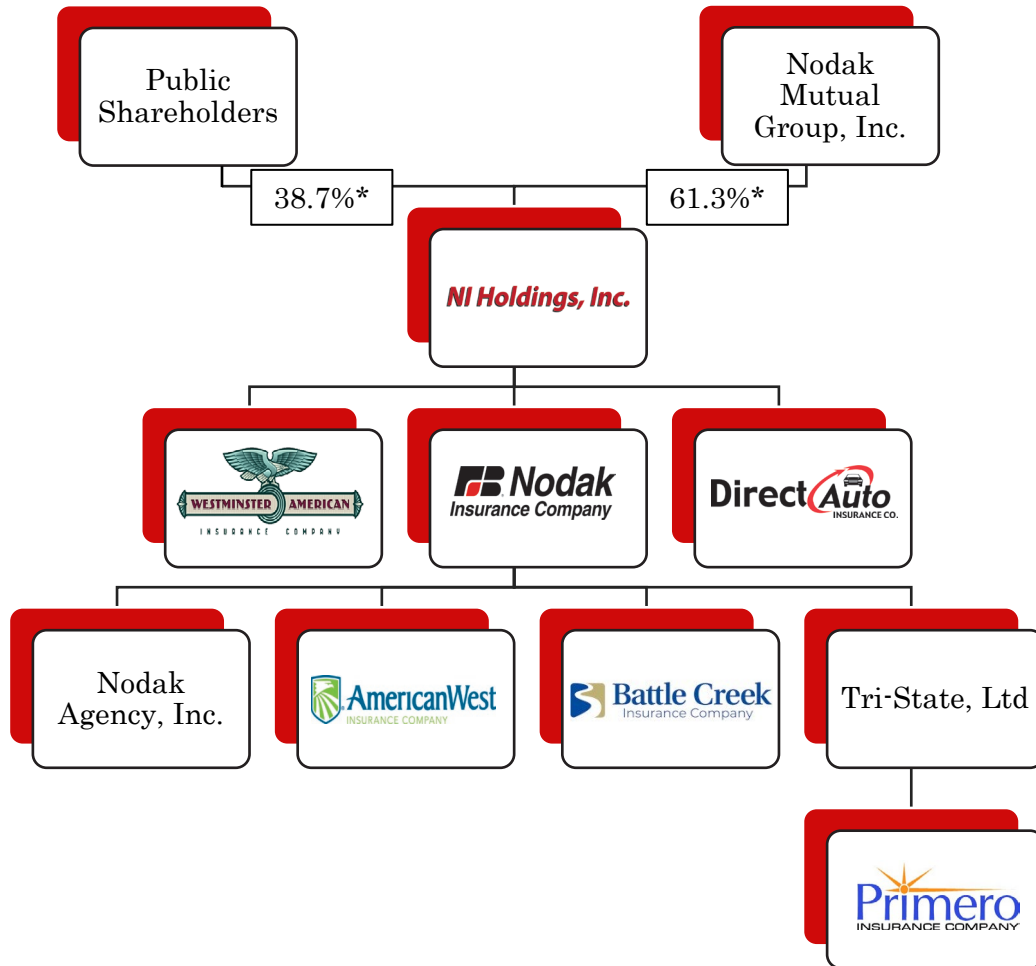 Public
Shareholders
Nodak
Mutual
Group, Inc.
38.7%*
61.3%*
NI Holdings, Inc.
WESTMINSTER AMERICAN
INSURANCE COMPANY
Nodak
Insurance Company
Direct Auto
INSURANCE CO.
Nodak
Agency, Inc.
AmericanWest
INSURANCE COMPANY
Battle Creek
Insurance Company
Tri-State, Ltd
Primero
INSURANCE COMPANY